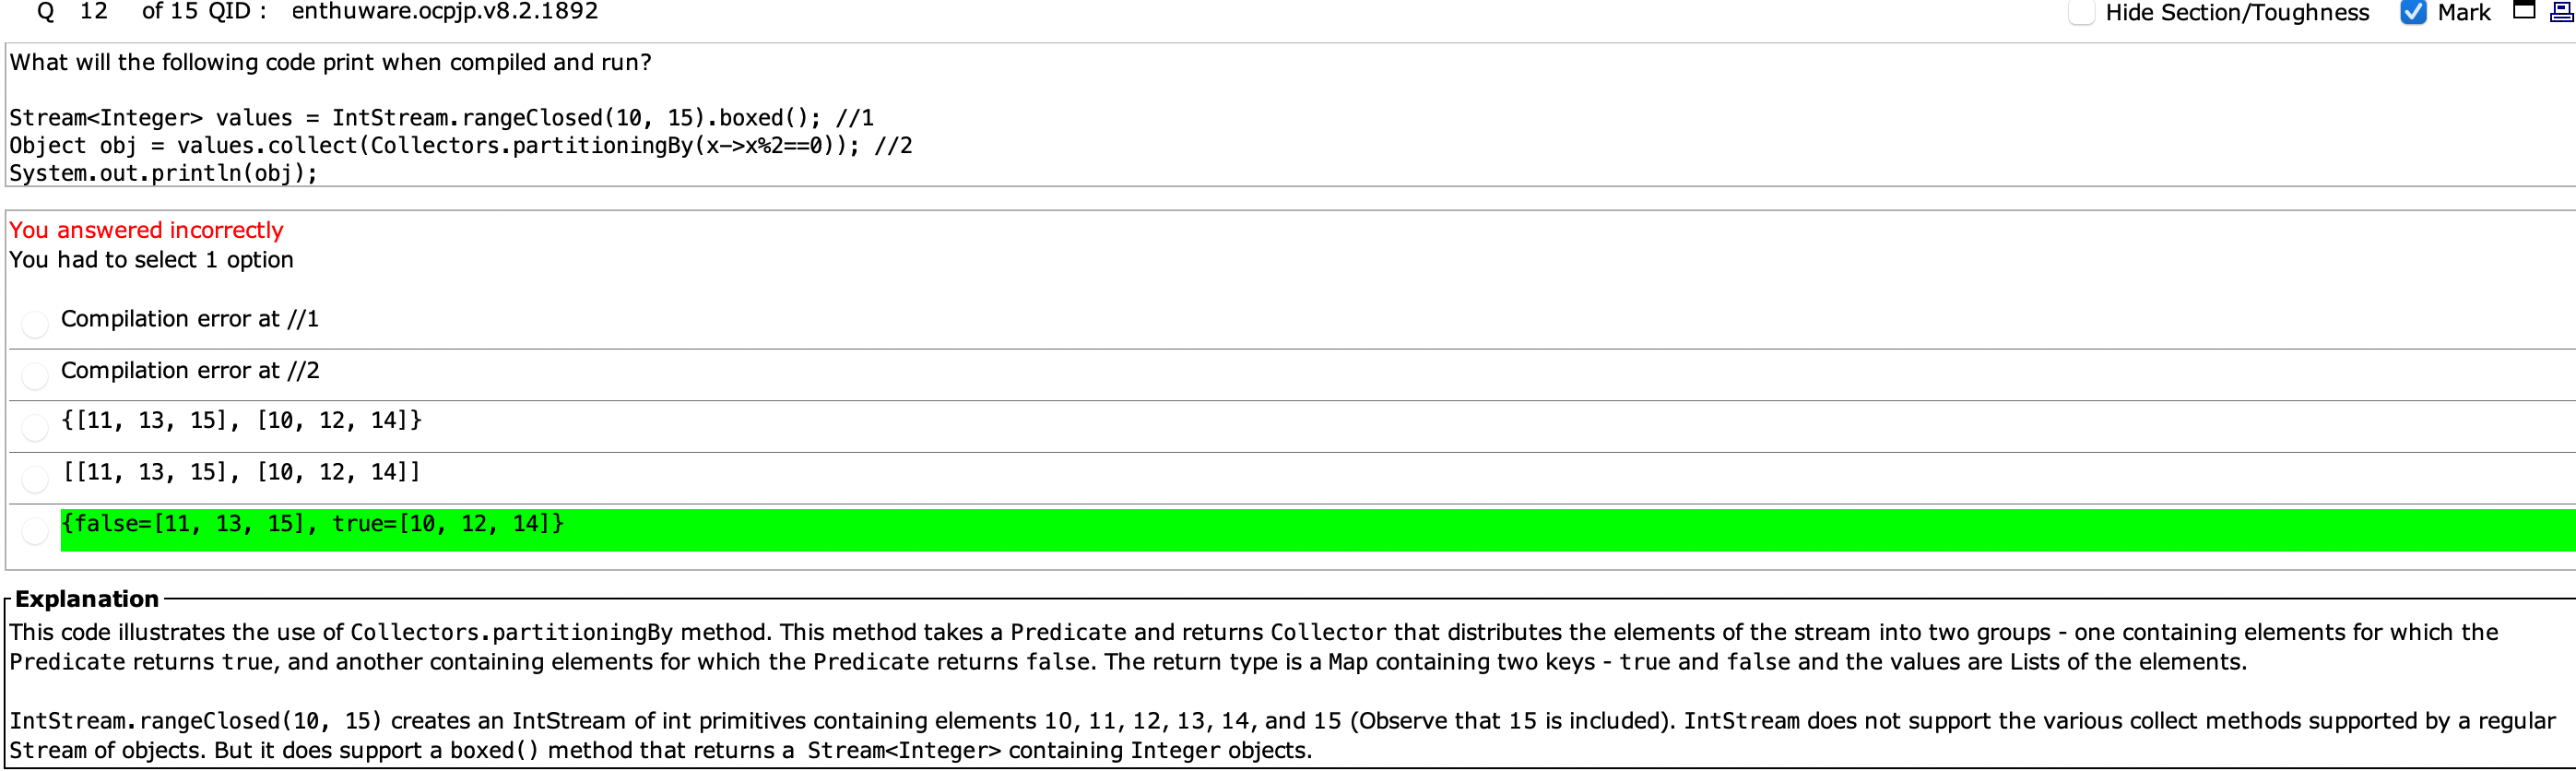 Q 12 of 15 QID : enthuware.ocpjp.v8.2.1892 Hide Section/Toughness Mark
What will the following code print when compiled and run?
Stream<Integer> values = IntStream.rangeClosed(10, 15).boxed(); //1
Object obj = values.collect(Collectors.partitioningBy(x->x%2==0)); //2
System.out.println(obj);
You answered incorrectly
You had to select 1 option
Compilation error at //1
Compilation error at //2
{[11, 13, 15], [10, 12, 14]}
[[11, 13, 15], [10, 12, 14]]
{false=[11, 13, 15], true=[10, 12, 14]}
Explanation
This code illustrates the use of Collectors.partitioningBy method. This method takes a Predicate and returns Collector that distributes the elements of the stream into two groups - one containing elements for which the
Predicate returns true, and another containing elements for which the Predicate returns false. The return type is a Map containing two keys - true and false and the values are Lists of the elements.
IntStream.rangeClosed(10, 15) creates an IntStream of int primitives containing elements 10, 11, 12, 13, 14, and 15 (Observe that 15 is included). IntStream does not support the various collect methods supported by a regular
Stream of objects. But it does support a boxed() method that returns a Stream<Integer> containing Integer objects.